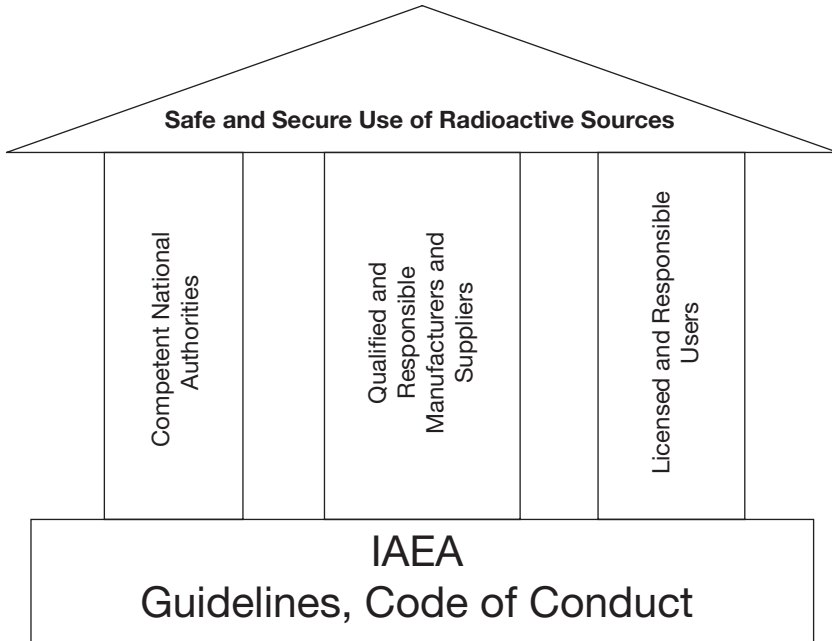 Safe and Secure Use of Radioactive Sources
Competent National
Authorities
Qualified and
Responsible
Manufacturers and
Suppliers
Licensed and Responsible
Users
IAEA
Guidelines, Code of Conduct